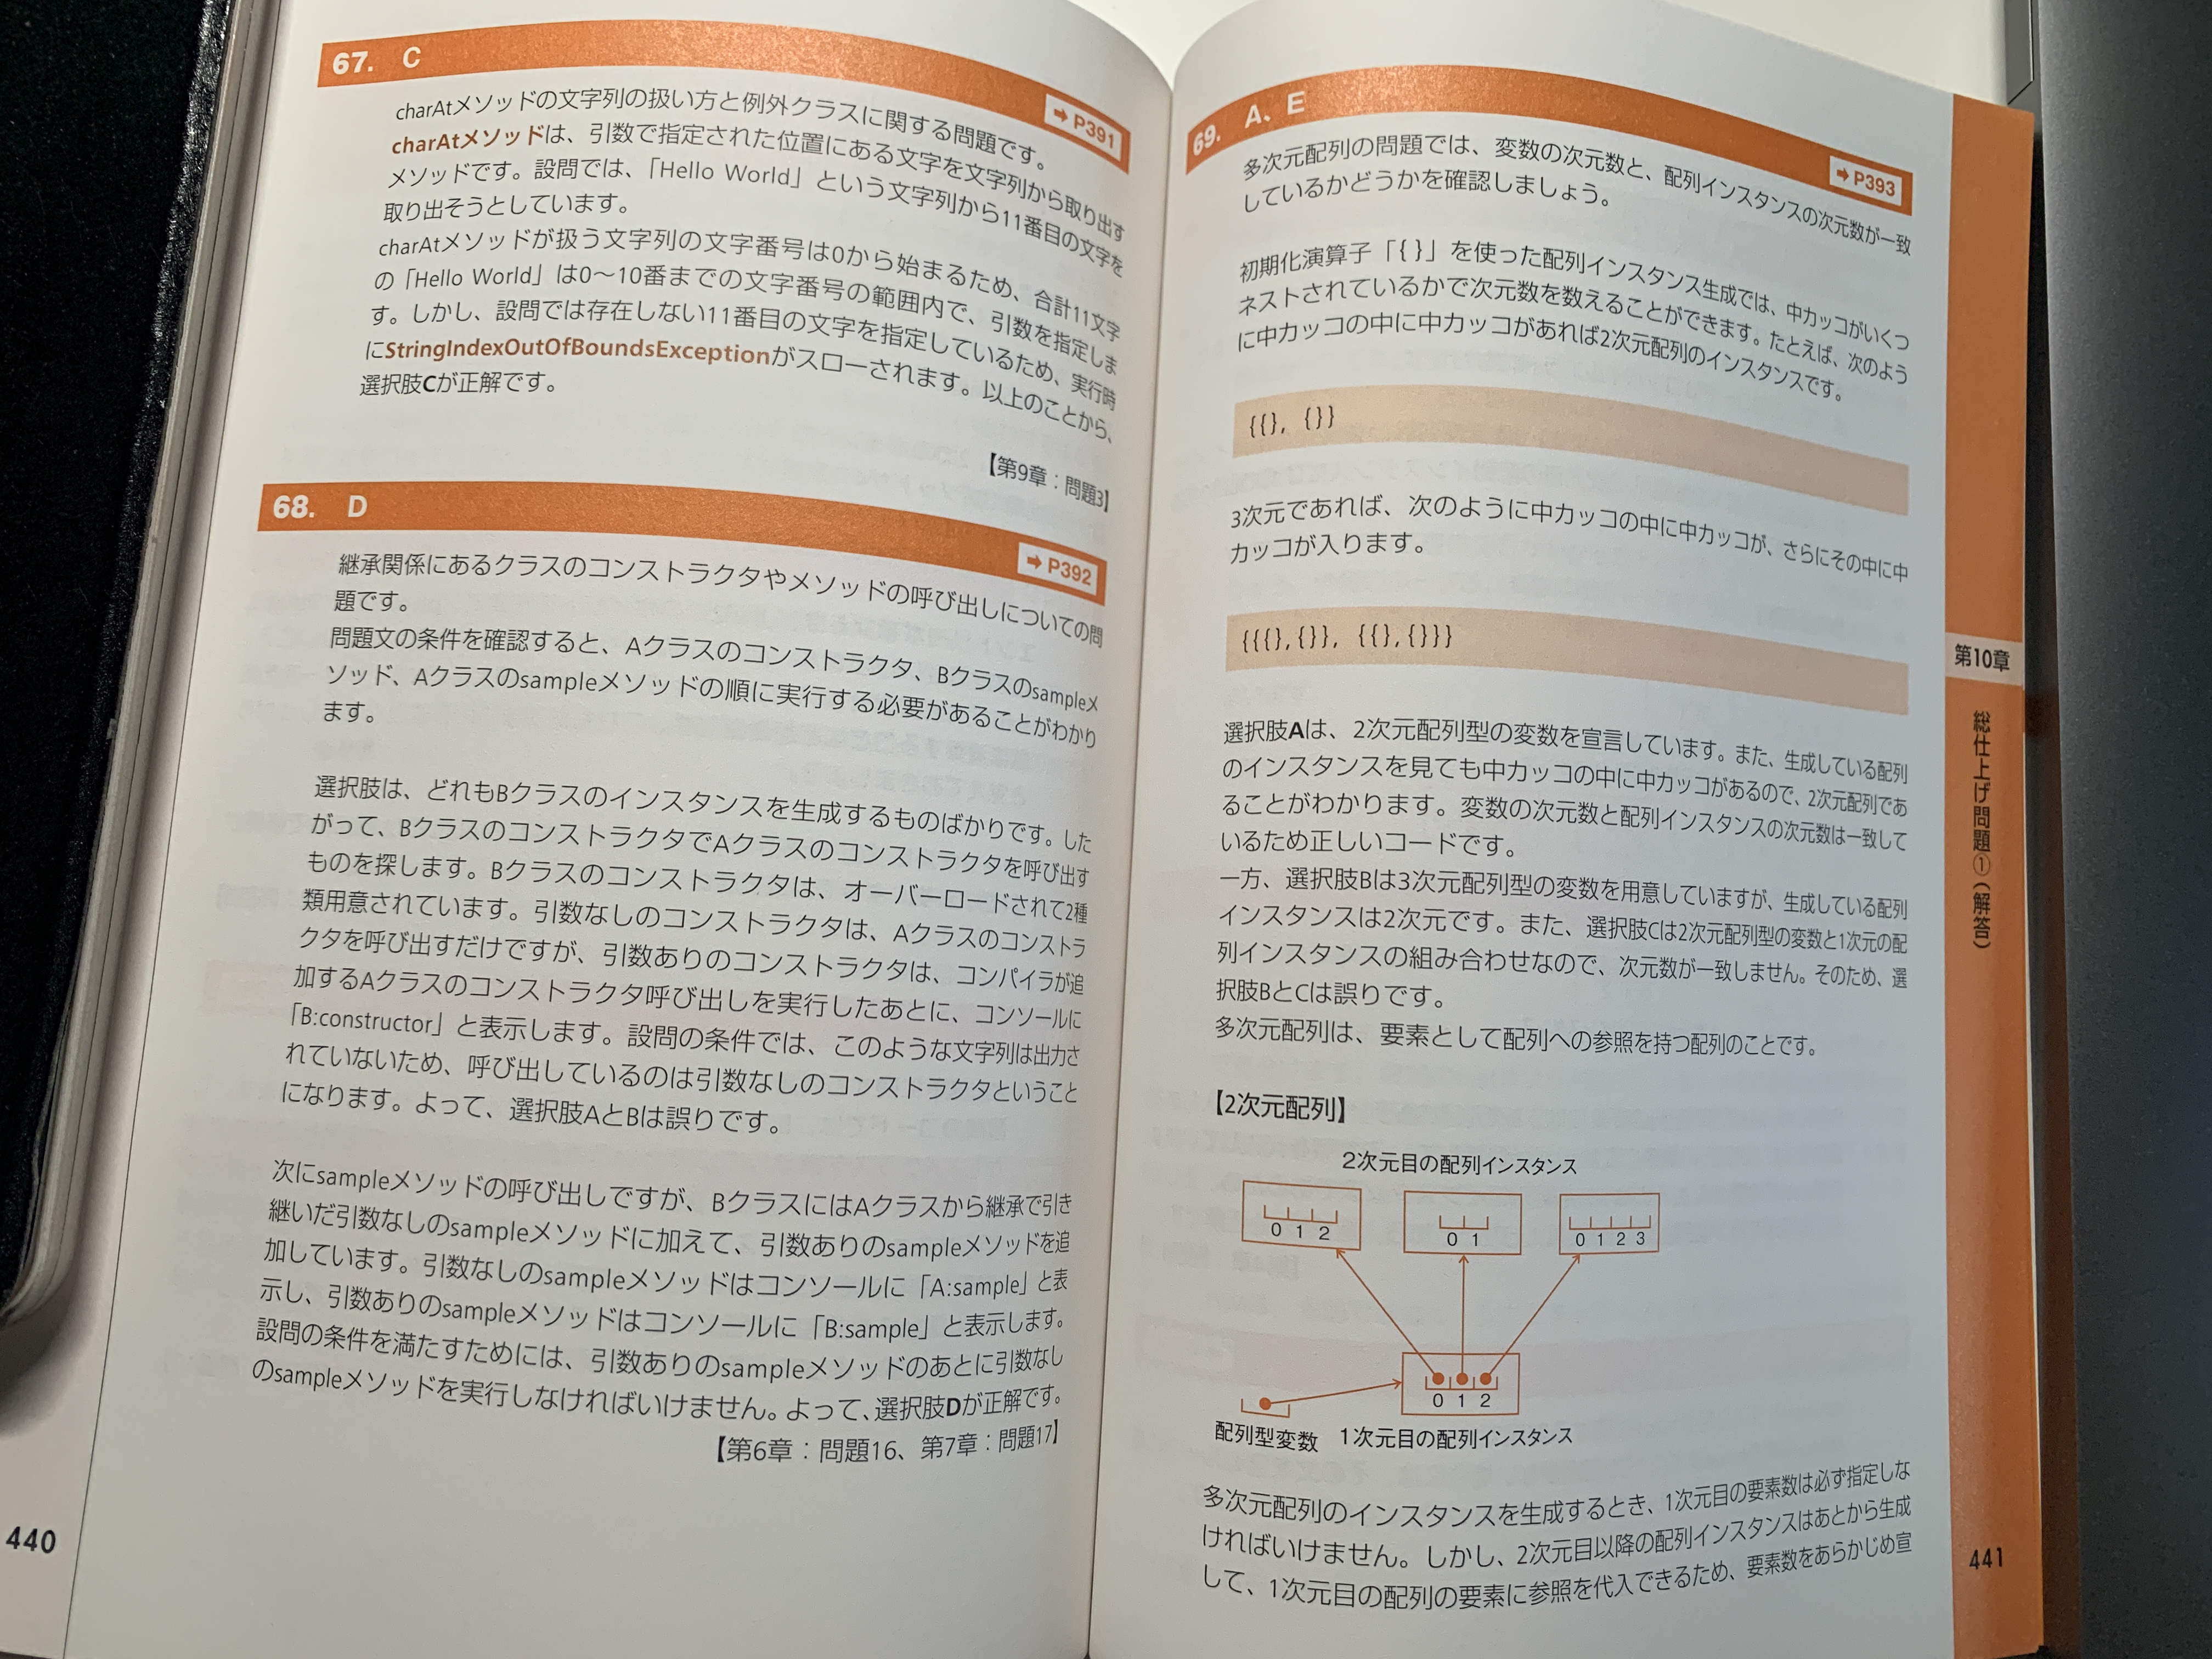 67. C
➡ P391
charAtメソッドの文字列の扱い方と例外クラスに関する問題です。
charAtメソッドは、引数で指定された位置にある文字を文字列から取り出す
メソッドです。設問では、「Hello World」という文字列から11番目の文字を
取り出そうとしています。
charAtメソッドが扱う文字列の文字番号は0から始まるため、合計11文字
の「Hello World」は0〜10番までの文字番号の範囲内で、引数を指定しま
す。しかし、設問では存在しない11番目の文字を指定しているため、実行時
にStringIndexOutOfBoundsExceptionがスローされます。以上のことから、
選択肢Cが正解です。
【第9章：問題3】
68. D
➡ P392
継承関係にあるクラスのコンストラクタやメソッドの呼び出しについての問
題です。
問題文の条件を確認すると、Aクラスのコンストラクタ、Bクラスのsampleメ
ソッド、Aクラスのsampleメソッドの順に実行する必要があることがわかり
ます。
選択肢は、どれもBクラスのインスタンスを生成するものばかりです。した
がって、BクラスのコンストラクタでAクラスのコンストラクタを呼び出す
ものを探します。Bクラスのコンストラクタは、オーバーロードされて2種
類用意されています。引数なしのコンストラクタは、Aクラスのコンストラ
クタを呼び出すだけですが、引数ありのコンストラクタは、コンパイラが追
加するAクラスのコンストラクタ呼び出しを実行したあとに、コンソールに
「B:constructor」と表示します。設問の条件では、このような文字列は出力さ
れていないため、呼び出しているのは引数なしのコンストラクタということ
になります。よって、選択肢AとBは誤りです。
次にsampleメソッドの呼び出しですが、BクラスにはAクラスから継承で引き
継いだ引数なしのsampleメソッドに加えて、引数ありのsampleメソッドを追
加しています。引数なしのsampleメソッドはコンソールに「A:sample」と表
示し、引数ありのsampleメソッドはコンソールに「B:sample」と表示します。
設問の条件を満たすためには、引数ありのsampleメソッドのあとに引数なし
のsampleメソッドを実行しなければいけません。よって、選択肢Dが正解です。
【第6章：問題16、第7章：問題17】
440
69. A、E
➡ P393
多次元配列の問題では、変数の次元数と、配列インスタンスの次元数が一致
しているかどうかを確認しましょう。
初期化演算子「{ }」を使った配列インスタンス生成では、中カッコがいくつ
ネストされているかで次元数を数えることができます。たとえば、次のよう
に中カッコの中に中カッコがあれば2次元配列のインスタンスです。
{{}, {}}
3次元であれば、次のように中カッコの中に中カッコが、さらにその中に中
カッコが入ります。
{{{},{}}, {{},{}}}
選択肢Aは、2次元配列型の変数を宣言しています。また、生成している配列
のインスタンスを見ても中カッコの中に中カッコがあるので、2次元配列であ
ることがわかります。変数の次元数と配列インスタンスの次元数は一致して
いるため正しいコードです。
一方、選択肢Bは3次元配列型の変数を用意していますが、生成している配列
インスタンスは2次元です。また、選択肢Cは2次元配列型の変数と1次元の配
列インスタンスの組み合わせなので、次元数が一致しません。そのため、選
択肢BとCは誤りです。
多次元配列は、要素として配列への参照を持つ配列のことです。
【2次元配列】
2次元目の配列インスタンス
0 1 2
0 1
0 1 2 3
0 1 2
配列型変数 1次元目の配列インスタンス
多次元配列のインスタンスを生成するとき、1次元目の要素数は必ず指定しな
ければいけません。しかし、2次元目以降の配列インスタンスはあとから生成
して、1次元目の配列の要素に参照を代入できるため、要素数をあらかじめ宣
第10章
総仕上げ問題①（解答）
441